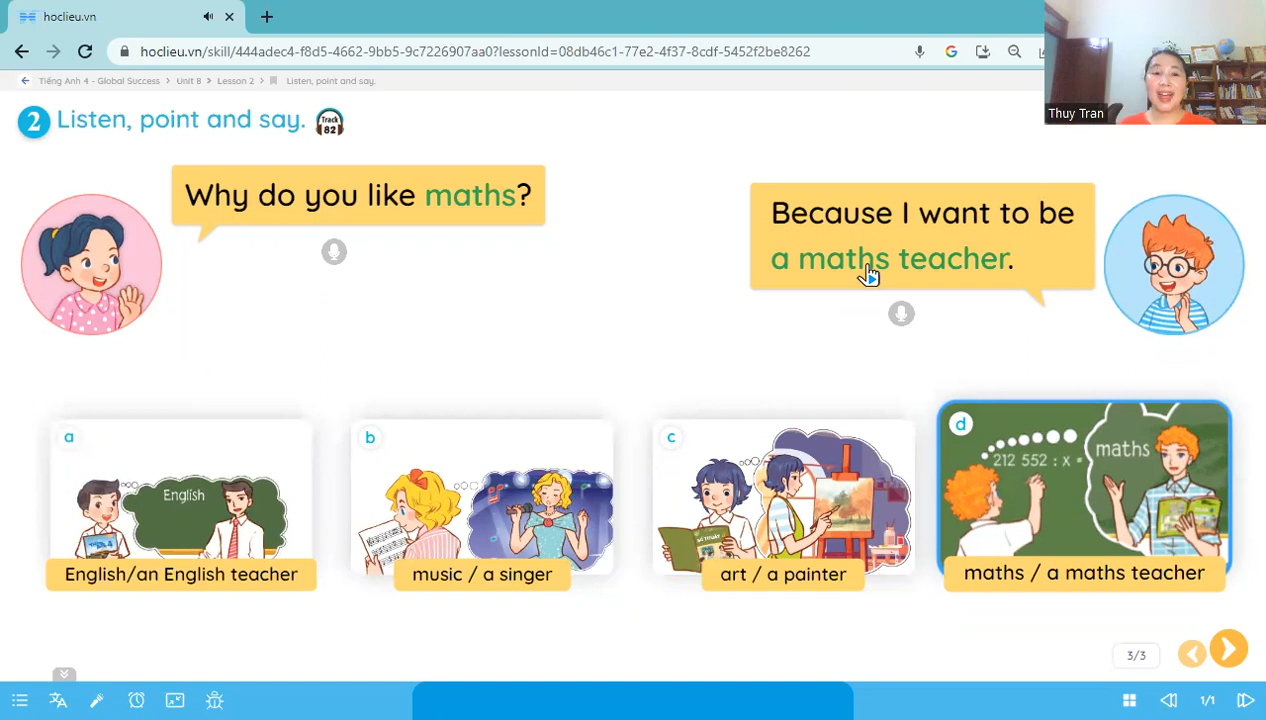 hoclieu.vn
hoclieu.vn/skill/444adec4-f8d5-4662-9bb5-9c7226907aa0?lessonId=08db46c1-77e2-4f37-8cdf-5452f2be8262
Tiếng Anh 4 - Global Success > Unit 8 > Lesson 2 > Listen, point and say.
Thuy Tran
2 Listen, point and say. Track 82
Why do you like maths?
Because I want to be
a maths teacher.
a
English
English/an English teacher
b
music / a singer
c
art / a painter
d
212 552 : x =
maths
maths / a maths teacher
3/3
1/1